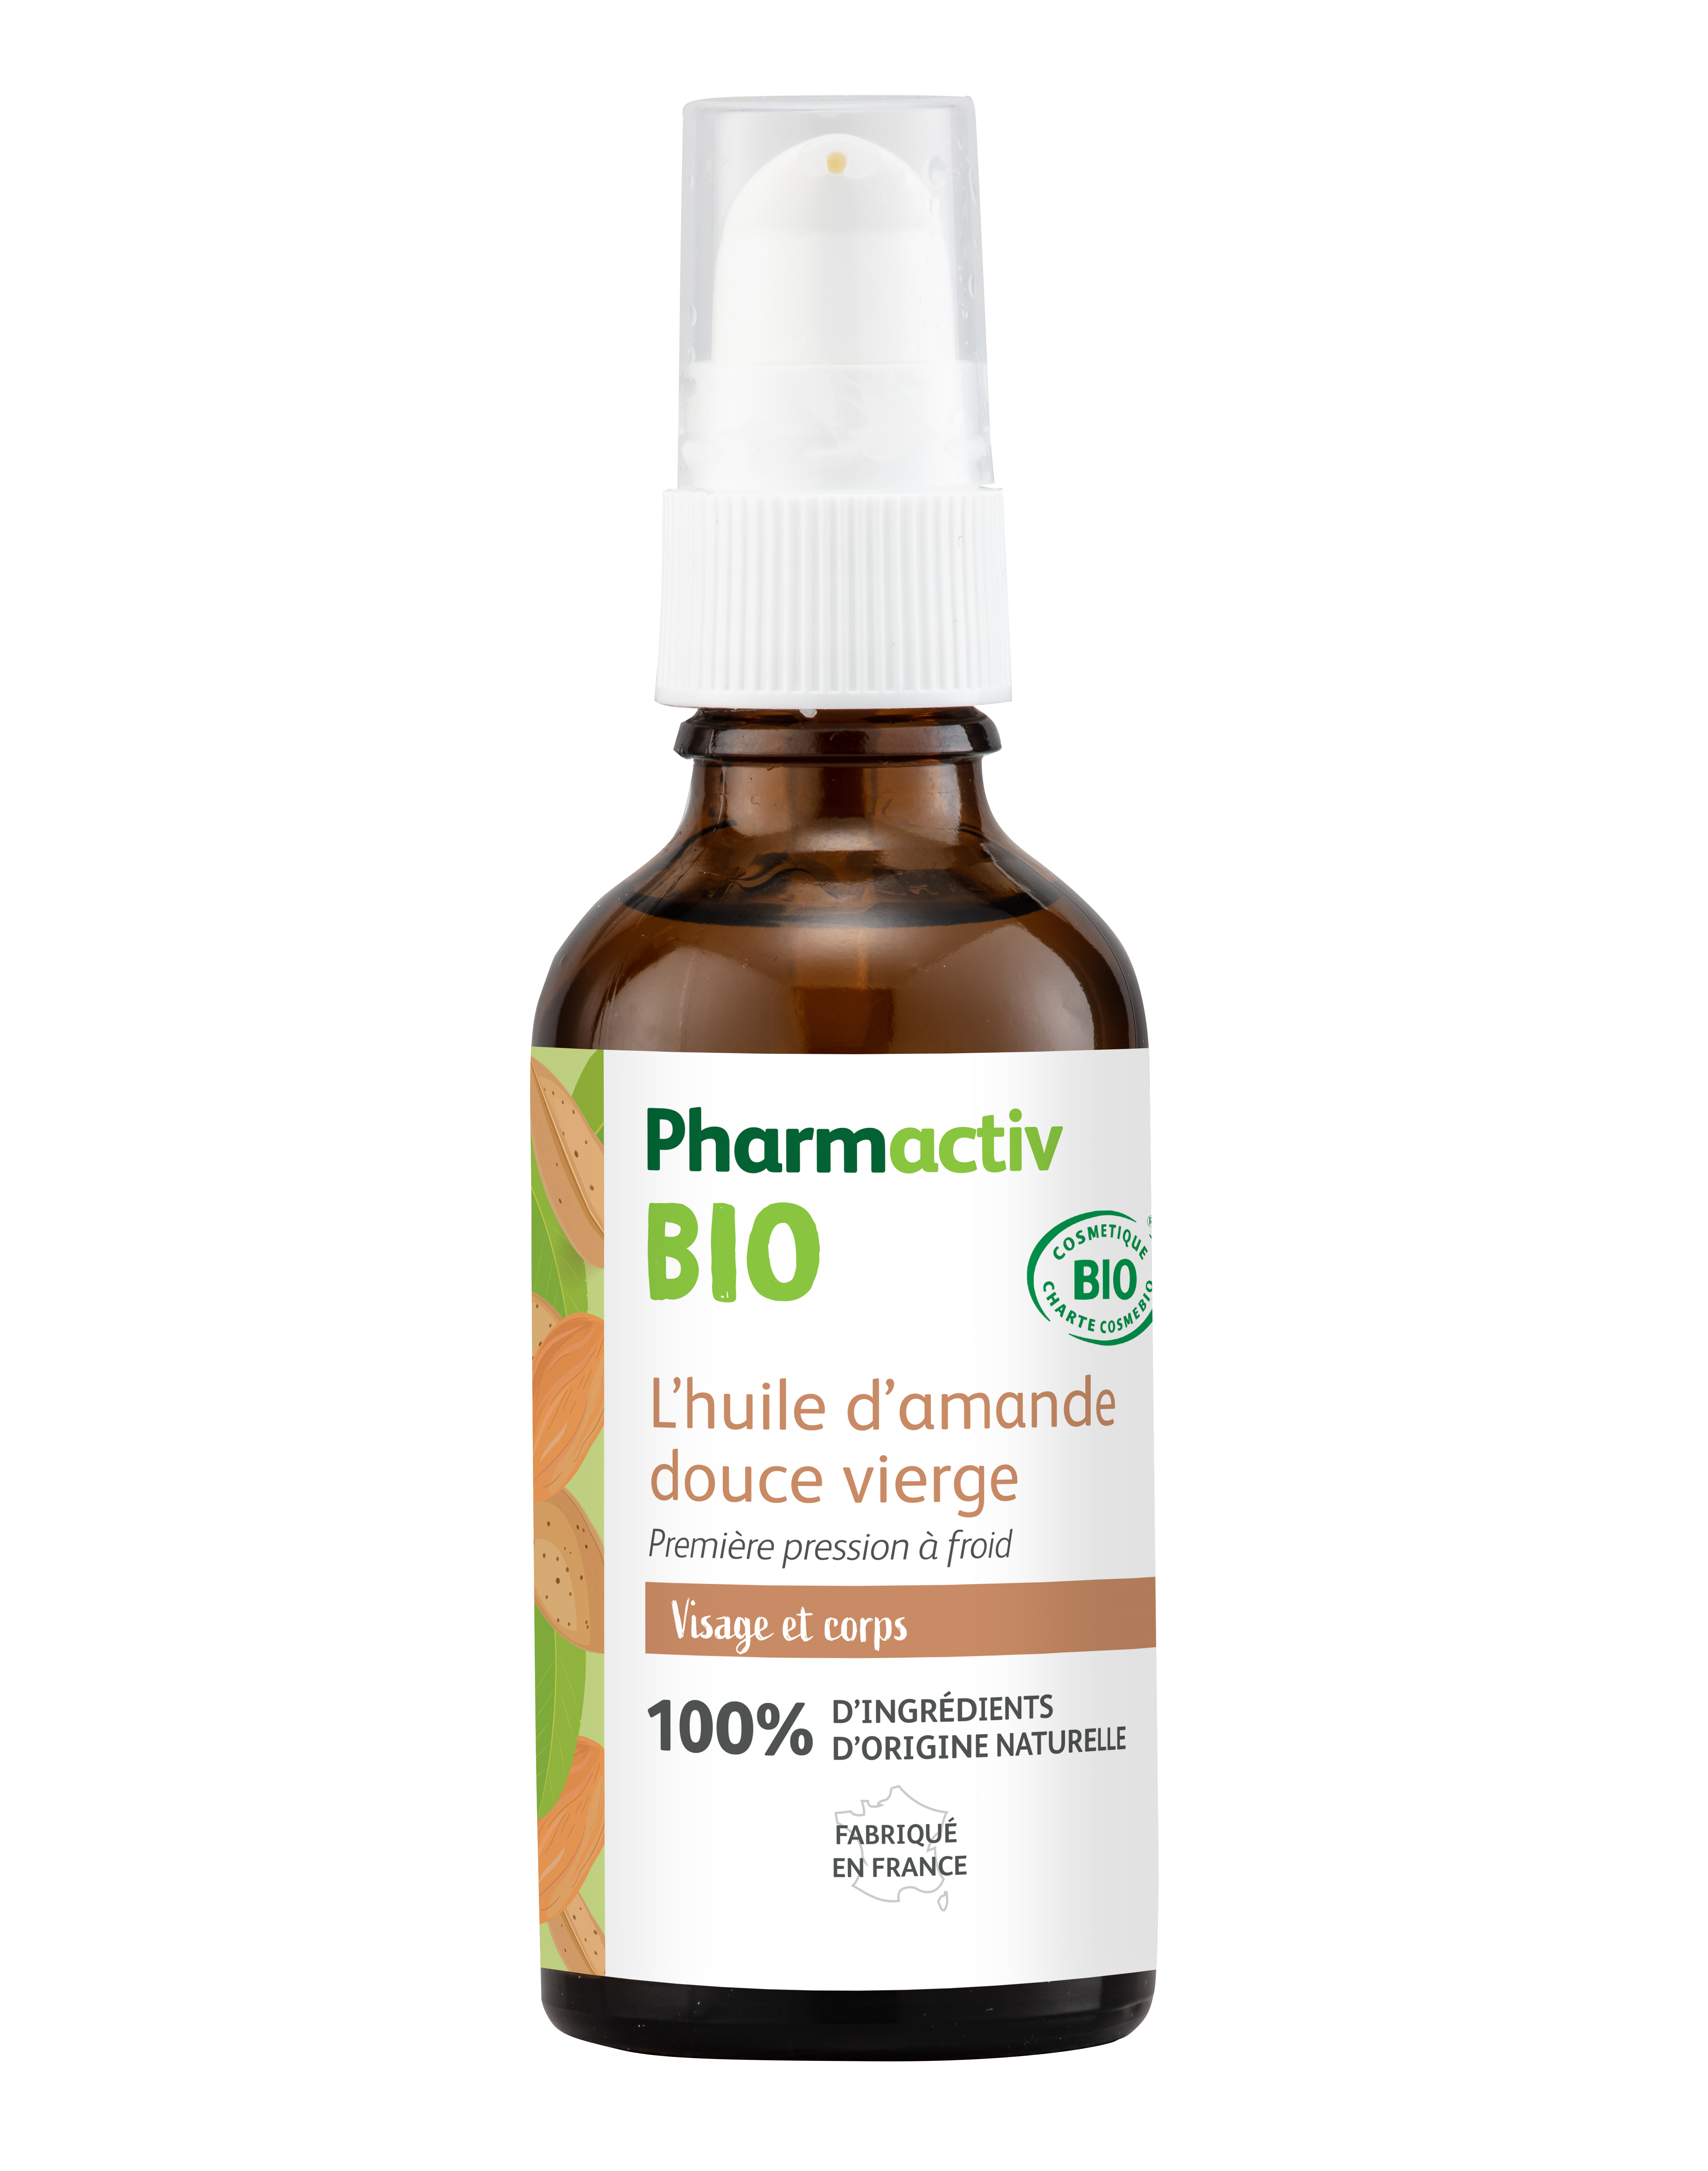 Pharmactiv
BIO
COSMETIQUE
BIO
CHARTE COSMEBIO
L'huile d'amande
douce vierge
Première pression à froid
Visage et corps
100% D'INGRÉDIENTS
D'ORIGINE NATURELLE
FABRIQUÉ
EN FRANCE